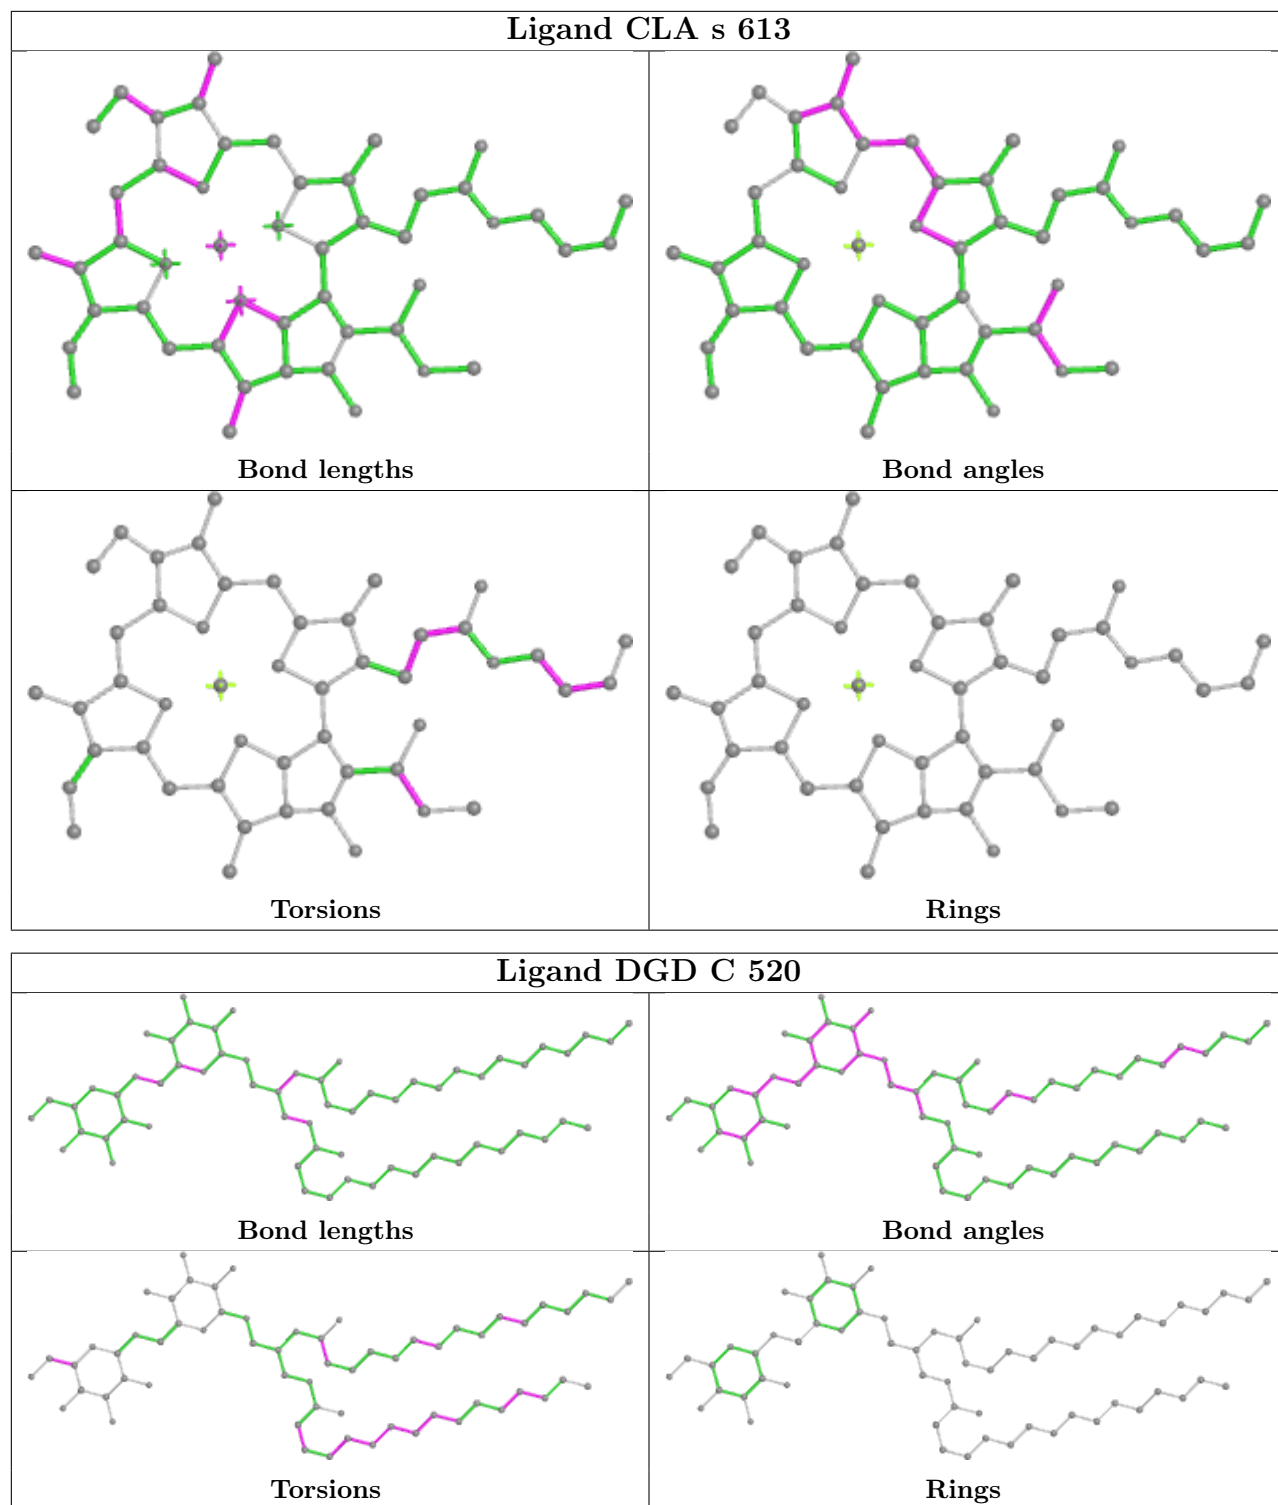 Ligand CLA s 613
Bond lengths
Bond angles
Torsions
Rings
Ligand DGD C 520
Bond lengths
Bond angles
Torsions
Rings